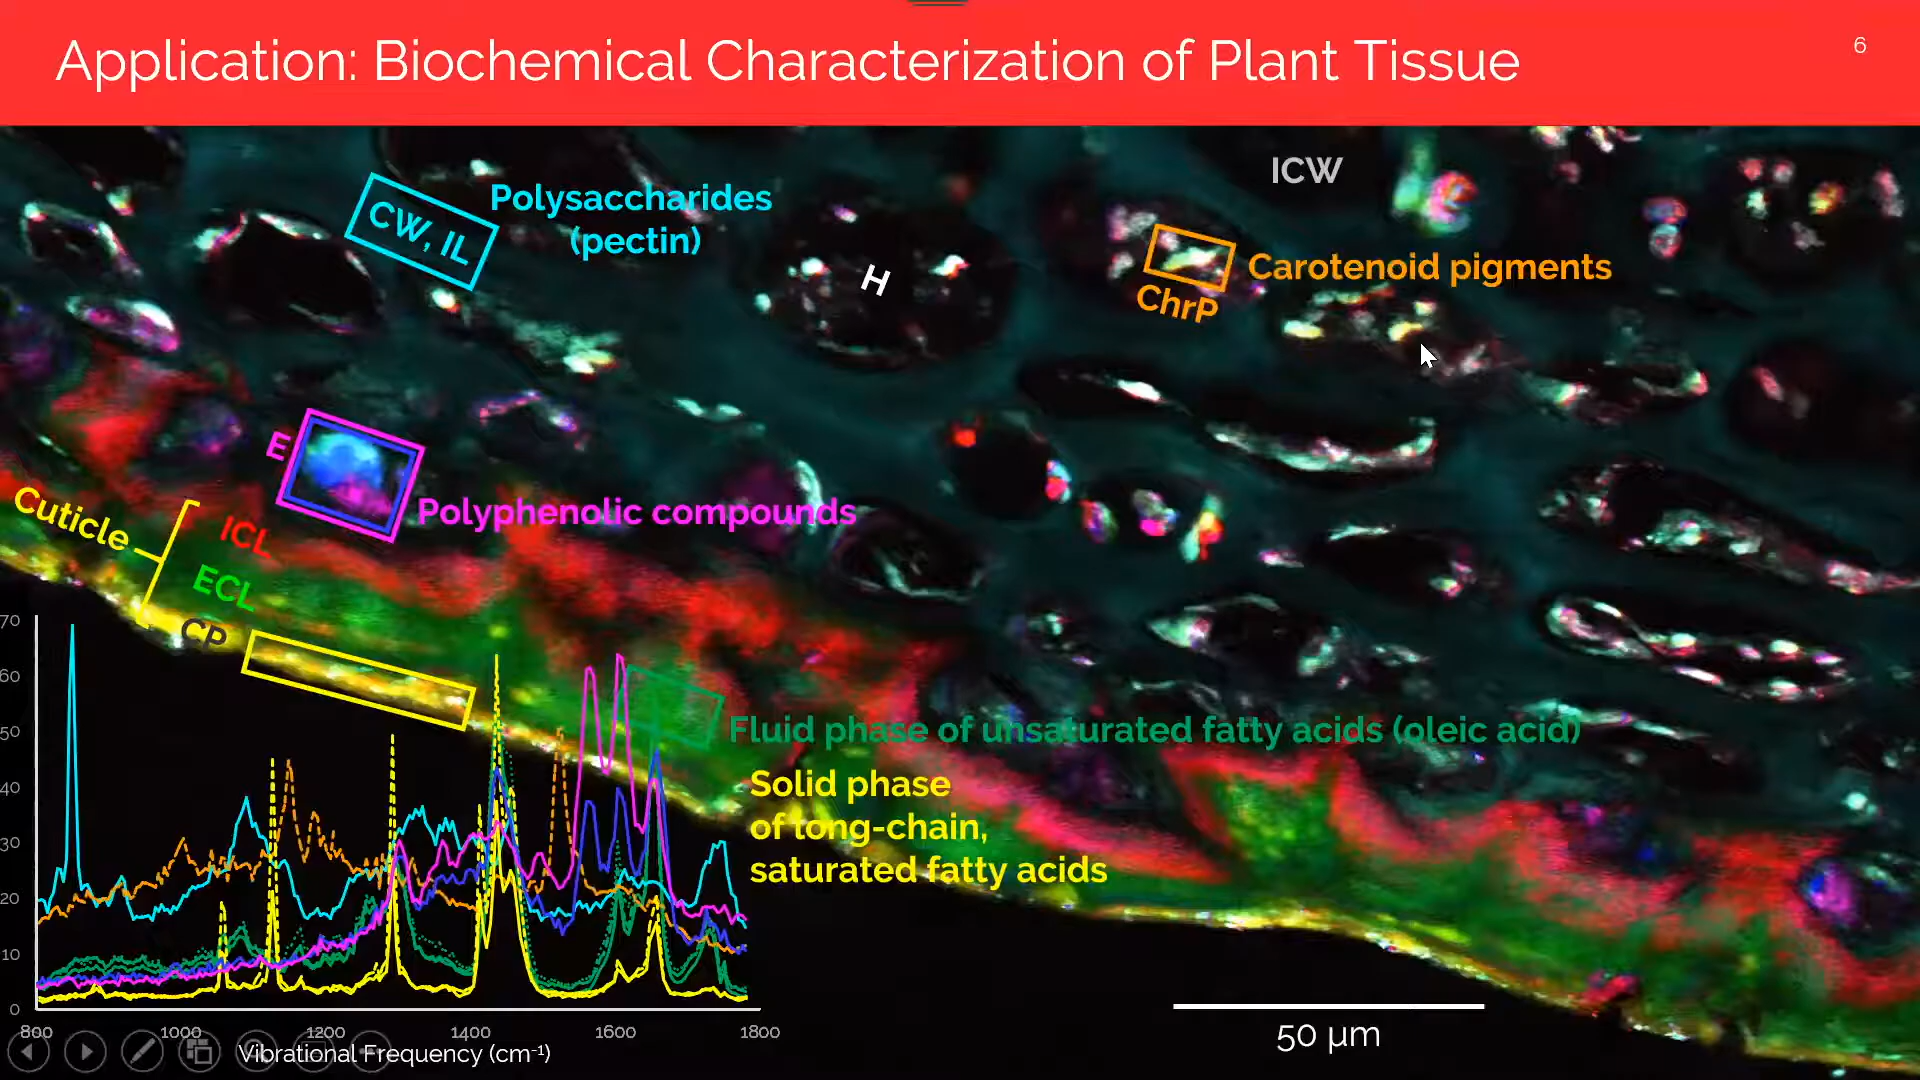 Application: Biochemical Characterization of Plant Tissue
6
ICW
Polysaccharides
(pectin)
CW, IL
H
Carotenoid pigments
ChrP
E
Polyphenolic compounds
Cuticle
ICL
ECL
CP
Fluid phase of unsaturated fatty acids (oleic acid)
Solid phase
of long-chain,
saturated fatty acids
70
60
50
40
30
20
10
0
800 1000 1200 1400 1600 1800
Vibrational Frequency (cm⁻¹)
50 µm